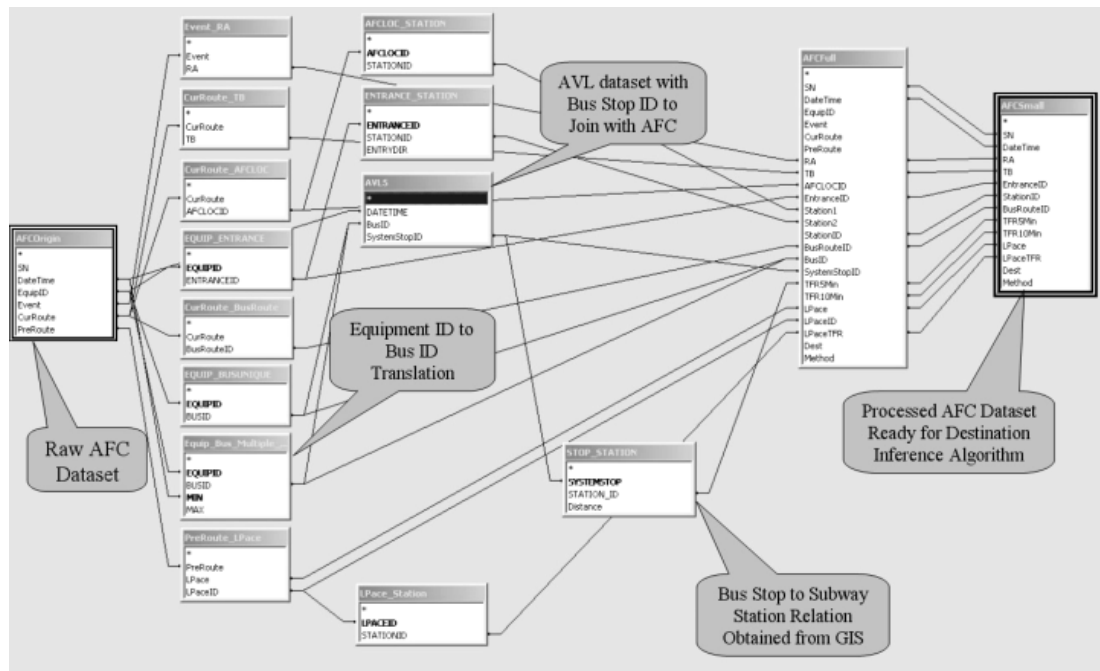 Event_RA
*
Event
RA
CurRoute_TB
*
CurRoute
TB
CurRoute_AFCLOC
*
CurRoute
AFCLOCID
EQUIP_ENTRANCE
*
EQUIPID
ENTRANCEID
CurRoute_BusRoute
*
CurRoute
BusRouteID
EQUIP_BUSUNIQUE
*
EQUIPID
BUSID
Equip_Bus_Multiple_...
*
EQUIPID
BUSID
MIN
MAX
PreRoute_LPace
*
PreRoute
LPace
LPaceID
AFCOrigin
*
SN
DateTime
EquipID
Event
CurRoute
PreRoute
Raw AFC
Dataset
AFCLOC_STATION
*
AFCLOCID
STATIONID
ENTRANCE_STATION
*
ENTRANCEID
STATIONID
ENTRYDIR
AVL5
*
DATETIME
BusID
SystemStopID
AVL dataset with
Bus Stop ID to
Join with AFC
Equipment ID to
Bus ID
Translation
LPace_Station
*
LPACEID
STATIONID
STOP_STATION
*
SYSTEMSTOP
STATION_ID
Distance
Bus Stop to Subway
Station Relation
Obtained from GIS
AFCFull
*
SN
DateTime
EquipID
Event
CurRoute
PreRoute
RA
TB
AFCLOCID
EntranceID
Station1
Station2
StationID
BusRouteID
BusID
SystemStopID
TFR5Min
TFR10Min
LPace
LPaceID
LPaceTFR
Dest
Method
AFCSmall
*
SN
DateTime
RA
TB
EntranceID
StationID
BusRouteID
TFR5Min
TFR10Min
LPace
LPaceTFR
Dest
Method
Processed AFC Dataset
Ready for Destination
Inference Algorithm